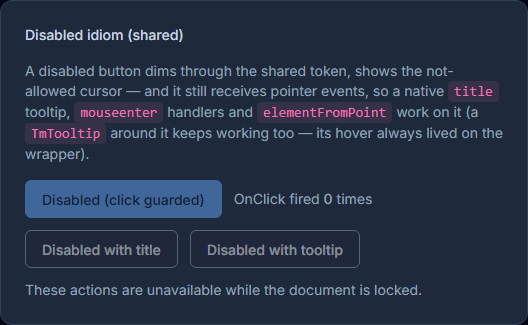 Disabled idiom (shared)
A disabled button dims through the shared token, shows the not-
allowed cursor — and it still receives pointer events, so a native title
tooltip, mouseenter handlers and elementFromPoint work on it (a
TmTooltip around it keeps working too — its hover always lived on the
wrapper).
Disabled (click guarded) OnClick fired 0 times
Disabled with title Disabled with tooltip
These actions are unavailable while the document is locked.